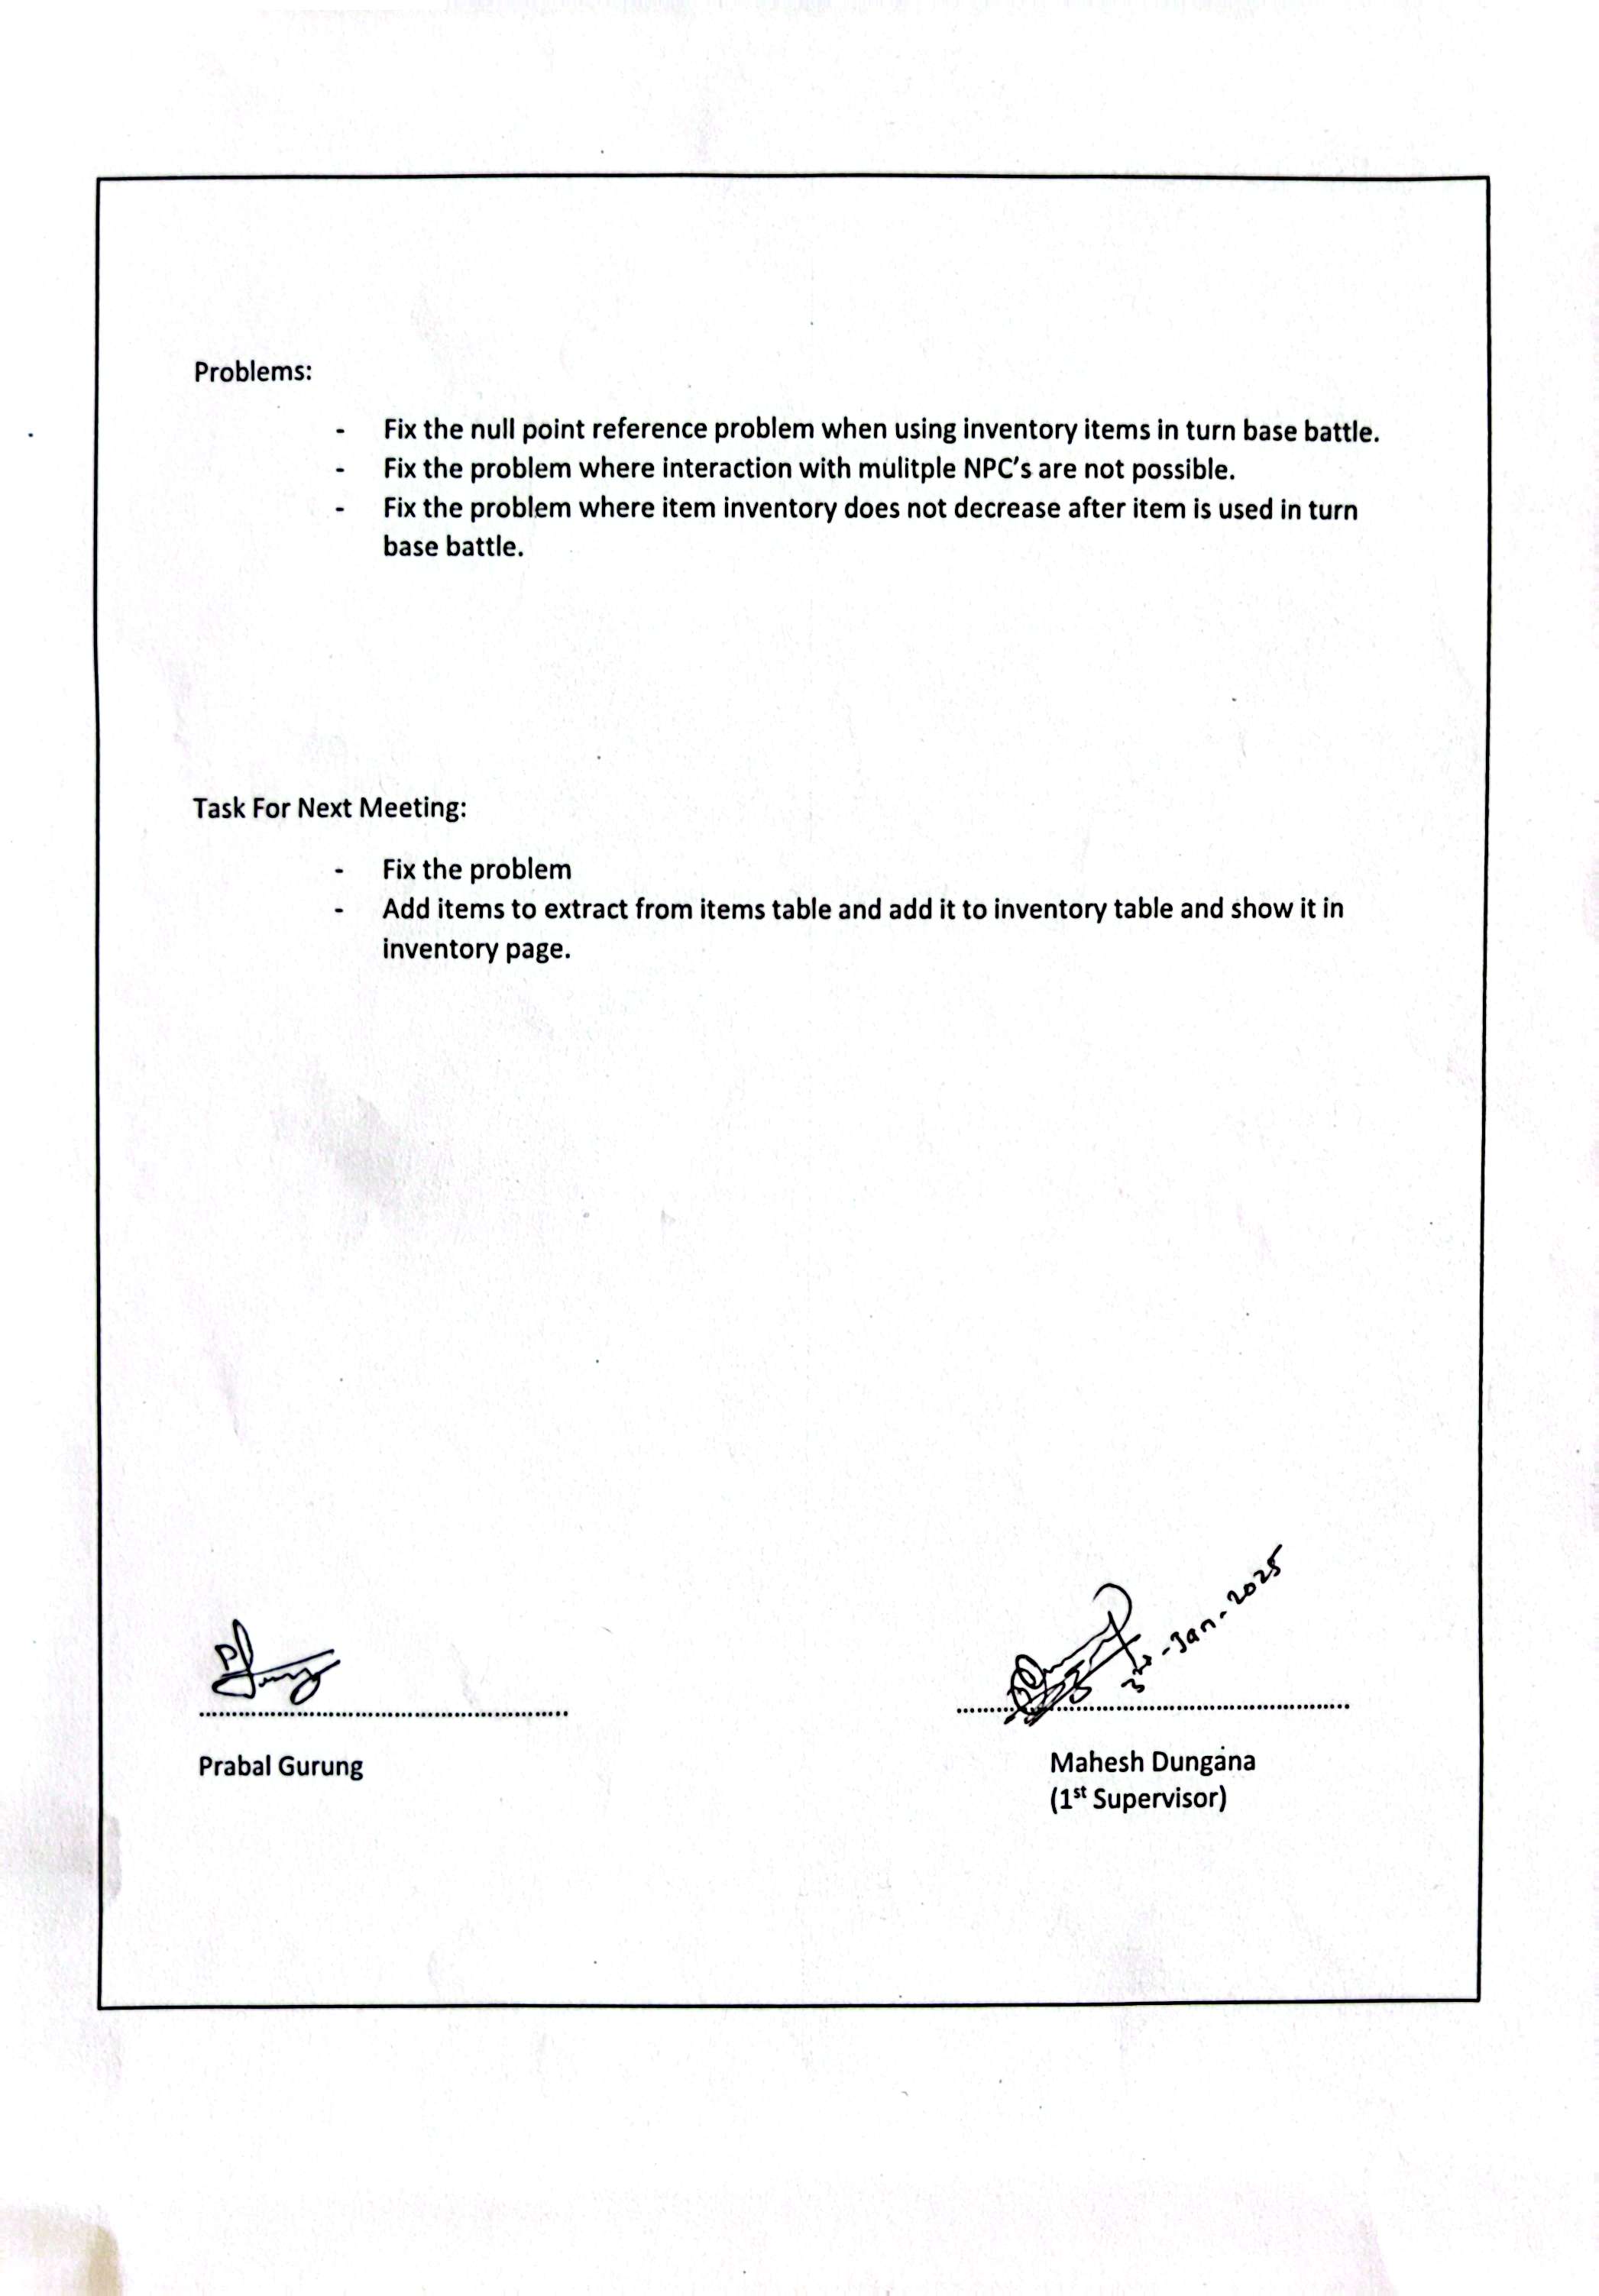 Problems:
- Fix the null point reference problem when using inventory items in turn base battle.
- Fix the problem where interaction with mulitple NPC's are not possible.
- Fix the problem where item inventory does not decrease after item is used in turn
base battle.
Task For Next Meeting:
- Fix the problem
- Add items to extract from items table and add it to inventory table and show it in
inventory page.
-Jan-2025
Prabal Gurung
Mahesh Dungana
(1st Supervisor)